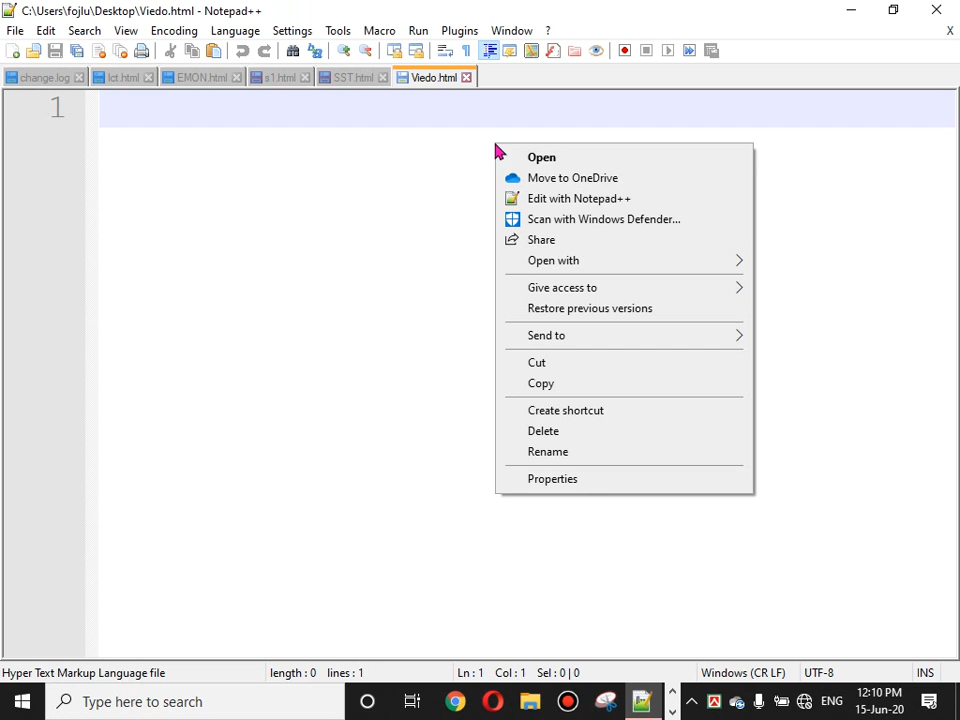 C:\Users\fojlu\Desktop\Viedo.html - Notepad++
File Edit Search View Encoding Language Settings Tools Macro Run Plugins Window ? X
change.log Ict.html EMON.html s1.html SST.html Viedo.html
1
Open
Move to OneDrive
Edit with Notepad++
Scan with Windows Defender...
Share
Open with
Give access to
Restore previous versions
Send to
Cut
Copy
Create shortcut
Delete
Rename
Properties
Hyper Text Markup Language file length : 0 lines : 1 Ln : 1 Col : 1 Sel : 0 | 0 Windows (CR LF) UTF-8 INS
Type here to search ENG 12:10 PM
15-Jun-20